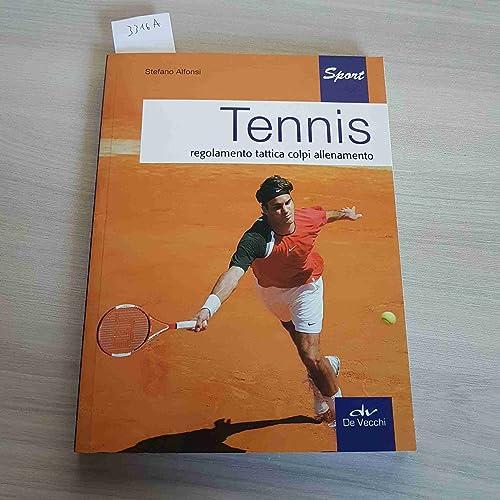 3316A
Stefano Alfonsi
Sport
Tennis
regolamento tattica colpi allenamento
dv
De Vecchi